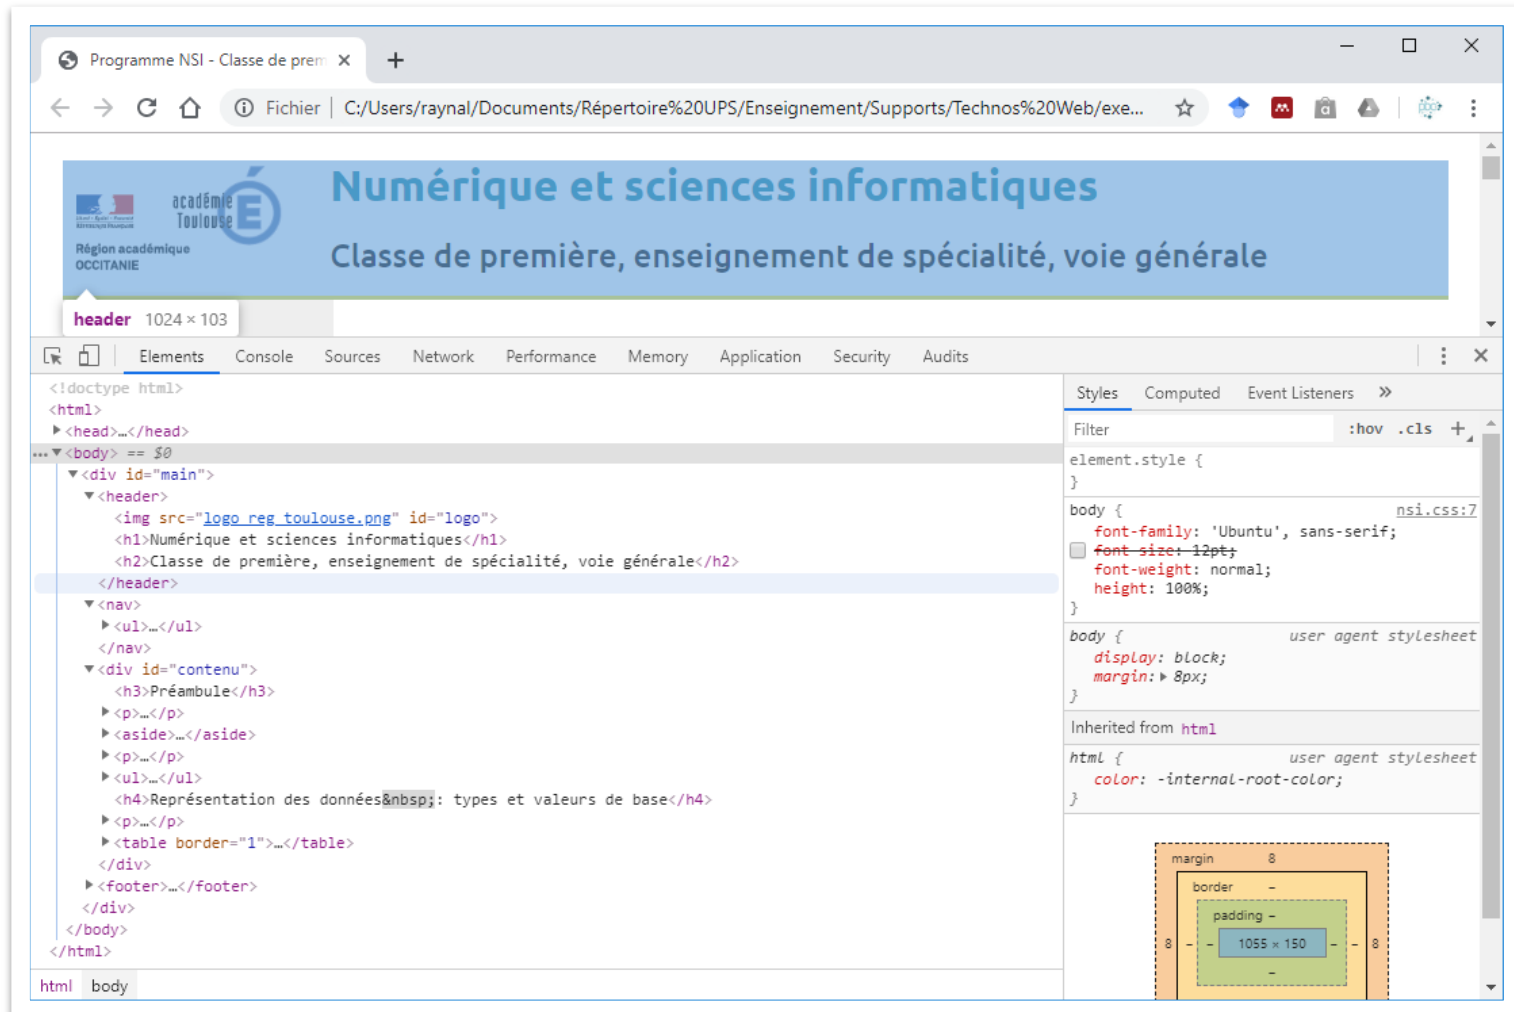 Programme NSI - Classe de prem
Fichier C:/Users/raynal/Documents/Répertoire%20UPS/Enseignement/Supports/Technos%20Web/exe...
académie
Toulouse
Région académique
OCCITANIE
Numérique et sciences informatiques
Classe de première, enseignement de spécialité, voie générale
header 1024 × 103
Elements Console Sources Network Performance Memory Application Security Audits
<!doctype html>
<html>
<head>…</head>
<body> == $0
<div id="main">
<header>
<img src="logo_reg_toulouse.png" id="logo">
<h1>Numérique et sciences informatiques</h1>
<h2>Classe de première, enseignement de spécialité, voie générale</h2>
</header>
<nav>
<ul>…</ul>
</nav>
<div id="contenu">
<h3>Préambule</h3>
<p>…</p>
<aside>…</aside>
<p>…</p>
<ul>…</ul>
<h4>Représentation des données&nbsp;: types et valeurs de base</h4>
<p>…</p>
<table border="1">…</table>
</div>
<footer>…</footer>
</div>
</body>
</html>
html body
Styles Computed Event Listeners »
Filter :hov .cls +
element.style {
}
body { nsi.css:7
font-family: 'Ubuntu', sans-serif;
font-size: 12pt;
font-weight: normal;
height: 100%;
}
body { user agent stylesheet
display: block;
margin: 8px;
}
Inherited from html
html { user agent stylesheet
color: -internal-root-color;
}
margin 8
border –
padding –
8 – – 1055 × 150 – – 8
–